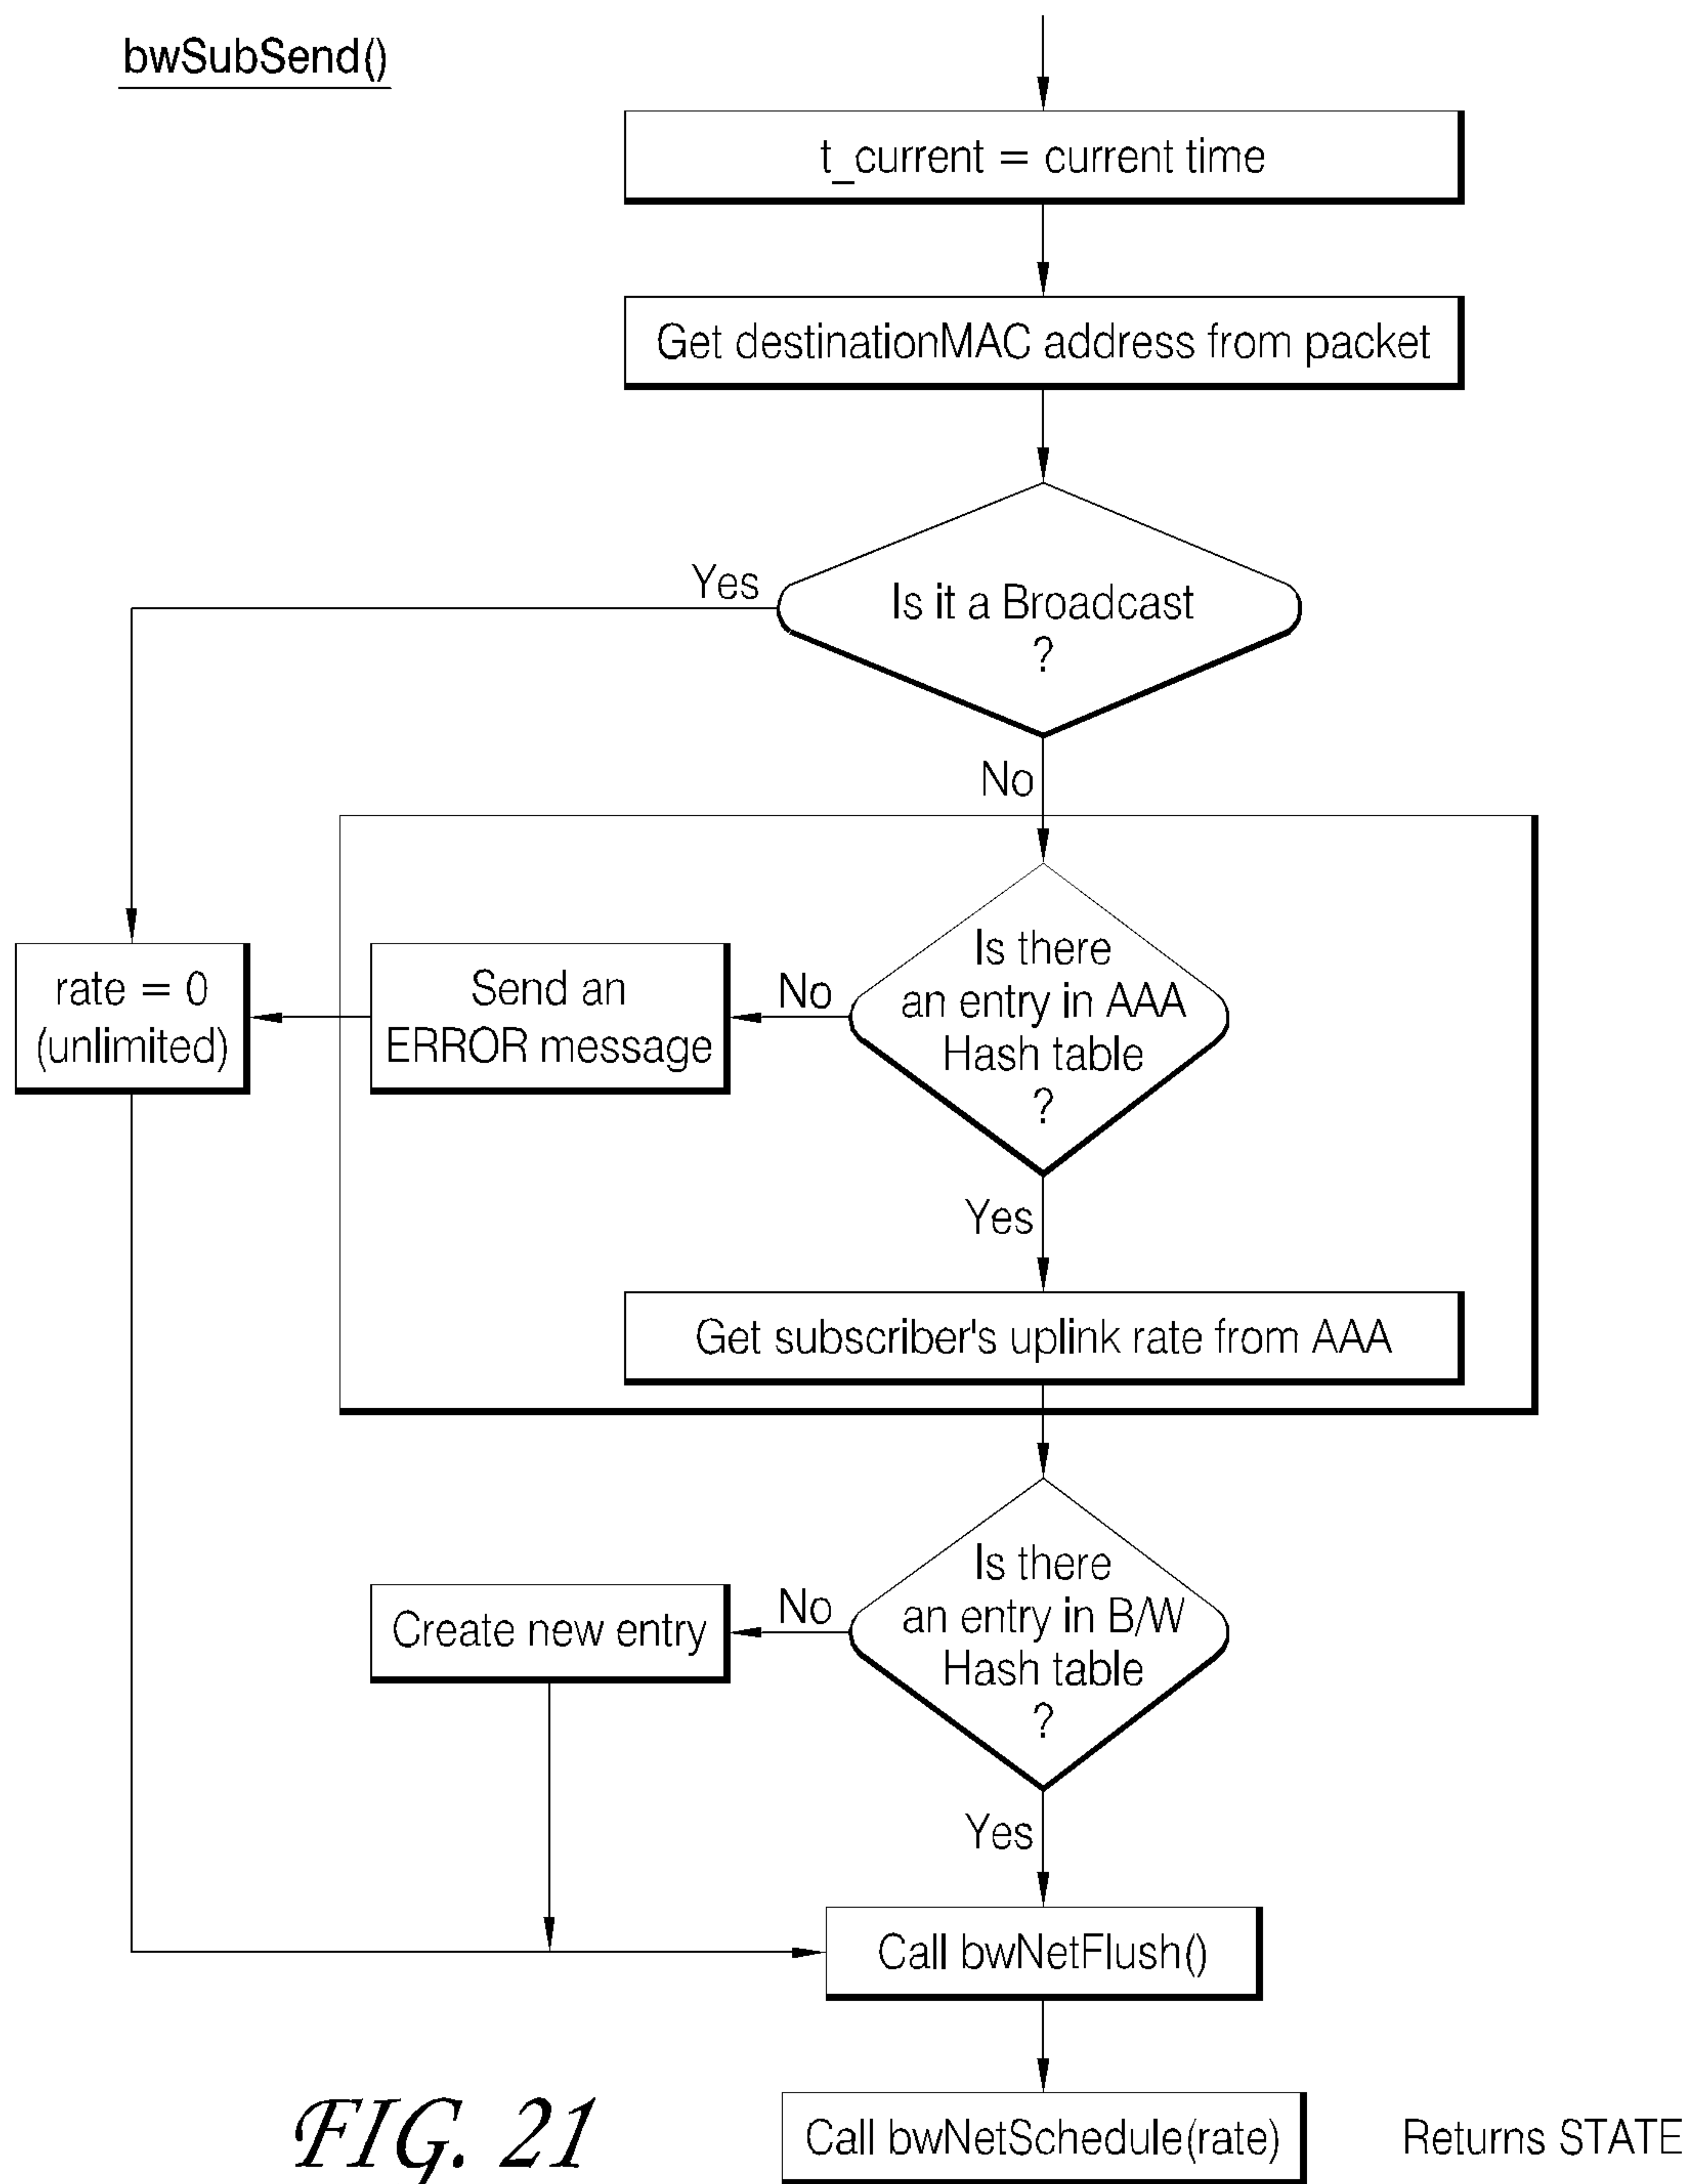 bwSubSend()
t_current = current time
Get destinationMAC address from packet
Yes
Is it a Broadcast
?
No
rate = 0
(unlimited)
Send an
ERROR message
No
Is there
an entry in AAA
Hash table
?
Yes
Get subscriber's uplink rate from AAA
Create new entry
No
Is there
an entry in B/W
Hash table
?
Yes
Call bwNetFlush()
Call bwNetSchedule(rate)
Returns STATE
FIG. 21